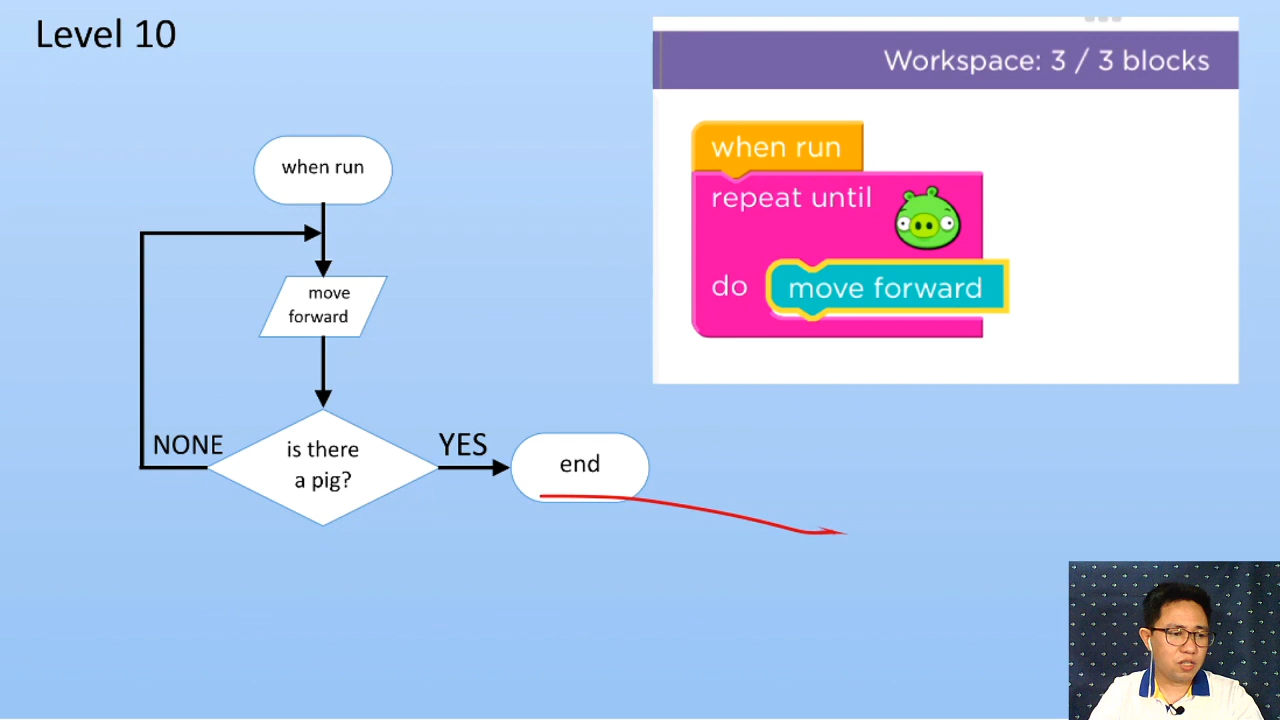 Level 10
when run
move
forward
is there
a pig?
NONE
YES
end
Workspace: 3 / 3 blocks
when run
repeat until
do
move forward